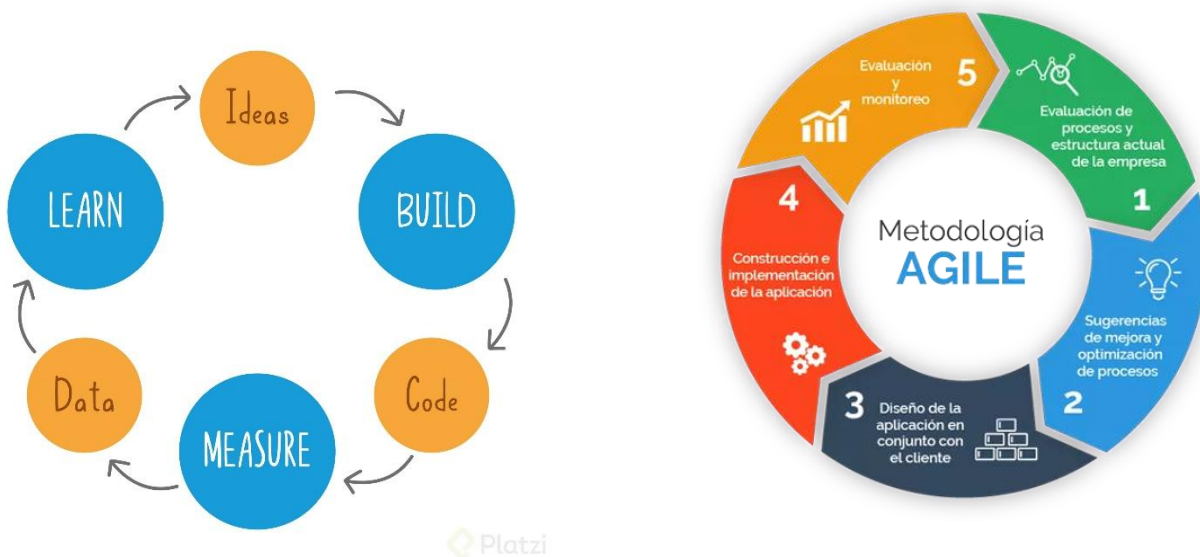 Ideas
BUILD
Code
MEASURE
Data
LEARN
Platzi
Metodología
AGILE
Evaluación de
procesos y
estructura actual
de la empresa
1
Sugerencias
de mejora y
optimización
de procesos
2
3
Diseño de la
aplicación en
conjunto con
el cliente
4
Construcción e
implementación
de la aplicación
Evaluación
y
monitoreo
5